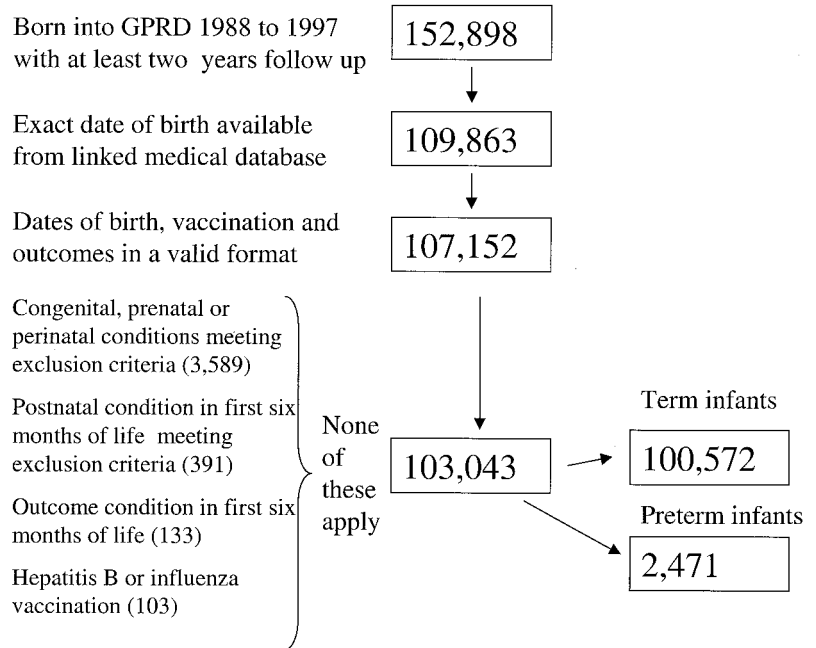 Born into GPRD 1988 to 1997
with at least two years follow up
152,898
Exact date of birth available
from linked medical database
109,863
Dates of birth, vaccination and
outcomes in a valid format
107,152
Congenital, prenatal or
perinatal conditions meeting
exclusion criteria (3,589)
Postnatal condition in first six
months of life meeting
exclusion criteria (391)
Outcome condition in first six
months of life (133)
Hepatitis B or influenza
vaccination (103)
None
of
these
apply
103,043
Term infants
100,572
Preterm infants
2,471